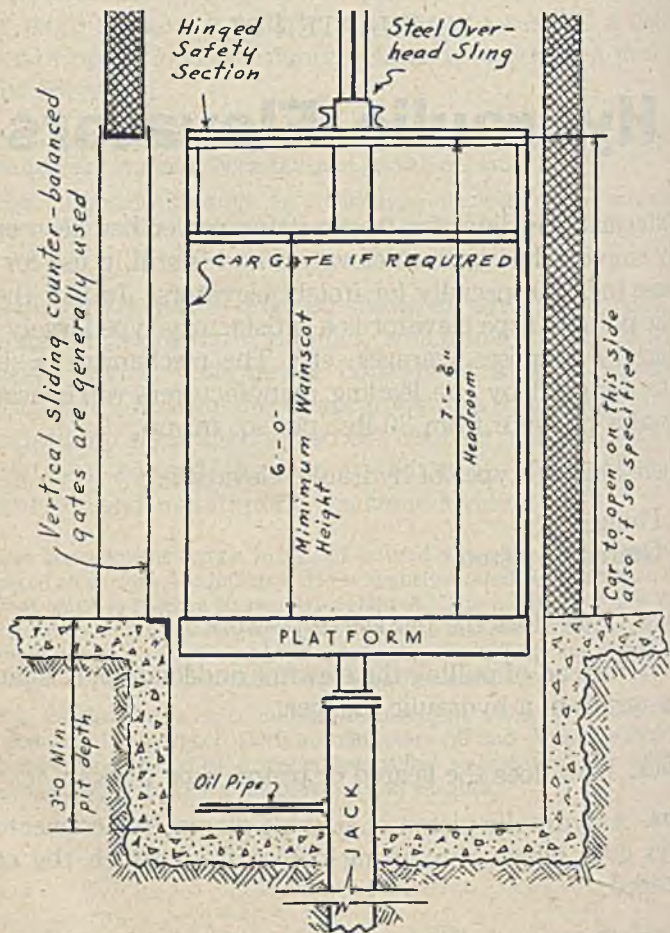 Hinged
Safety
Section
Steel Over-
head Sling
Vertical sliding counter-balanced
gates are generally used
CAR GATE IF REQUIRED
6'-0"
Mimimum Wainscot
Height
7'-8"
Headroom
Car to open on this side
also if so specified
PLATFORM
3'-0 Min.
pit depth
Oil Pipe
JACK